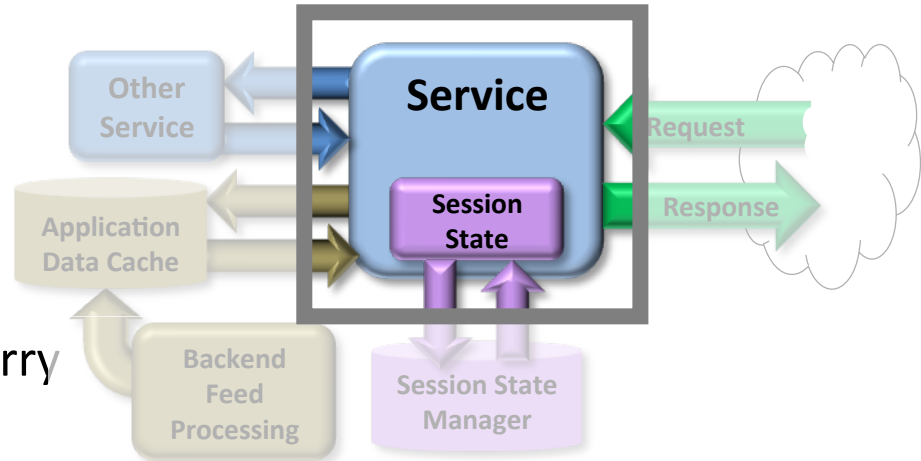 Other
Service
Service
Request
Session
State
Response
Application
Data Cache
rry
Backend
Feed
Processing
Session State
Manager